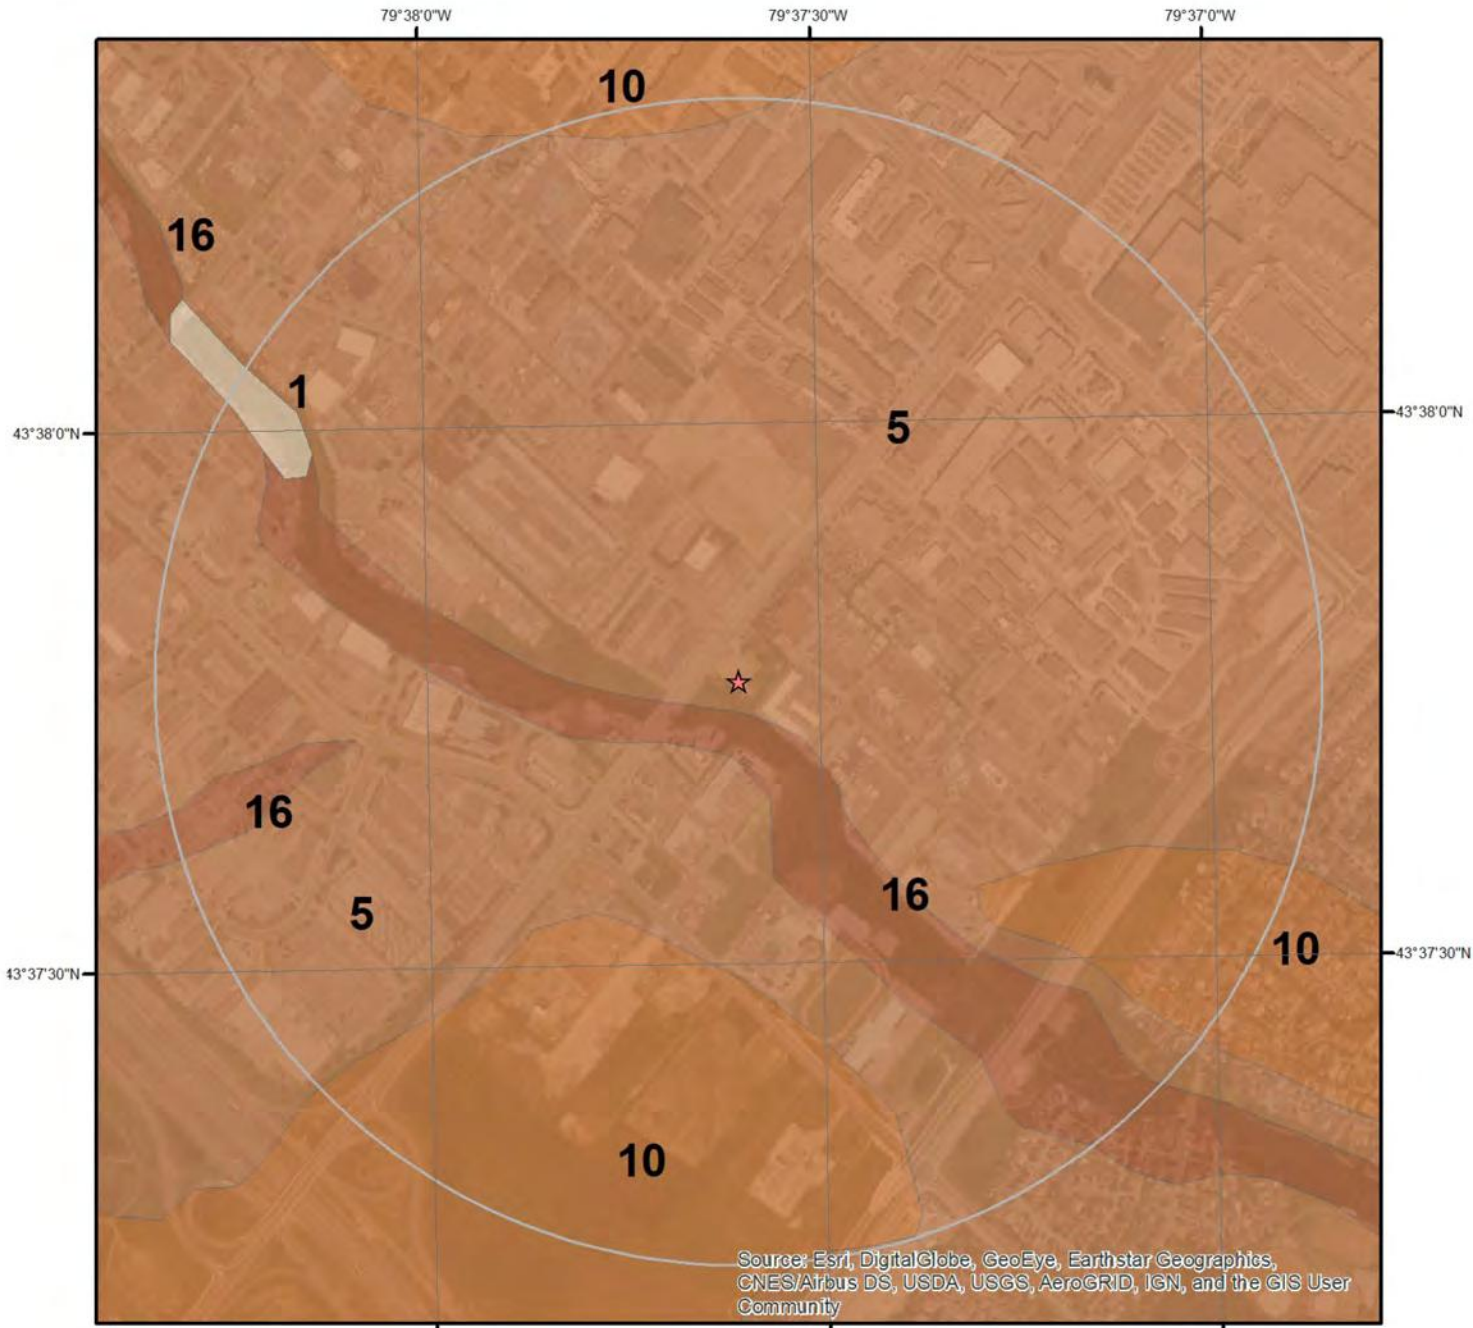 79°38'0"W
79°37'30"W
79°37'0"W
10
16
1
43°38'0"N
5
43°38'0"N
16
5
16
10
43°37'30"N
43°37'30"N
10
Source: Esri, DigitalGlobe, GeoEye, Earthstar Geographics,
CNES/Airbus DS, USDA, USGS, AeroGRID, IGN, and the GIS User
Community